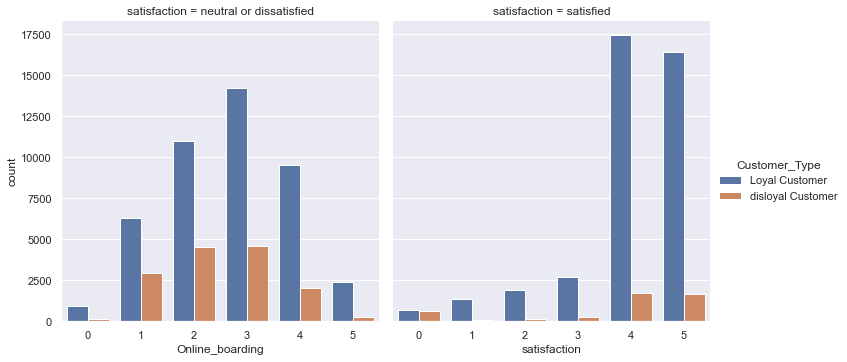 satisfaction = neutral or dissatisfied
satisfaction = satisfied
17500
15000
12500
10000
7500
5000
2500
0
count
0 1 2 3 4 5
Online_boarding
0 1 2 3 4 5
satisfaction
Customer_Type
Loyal Customer
disloyal Customer